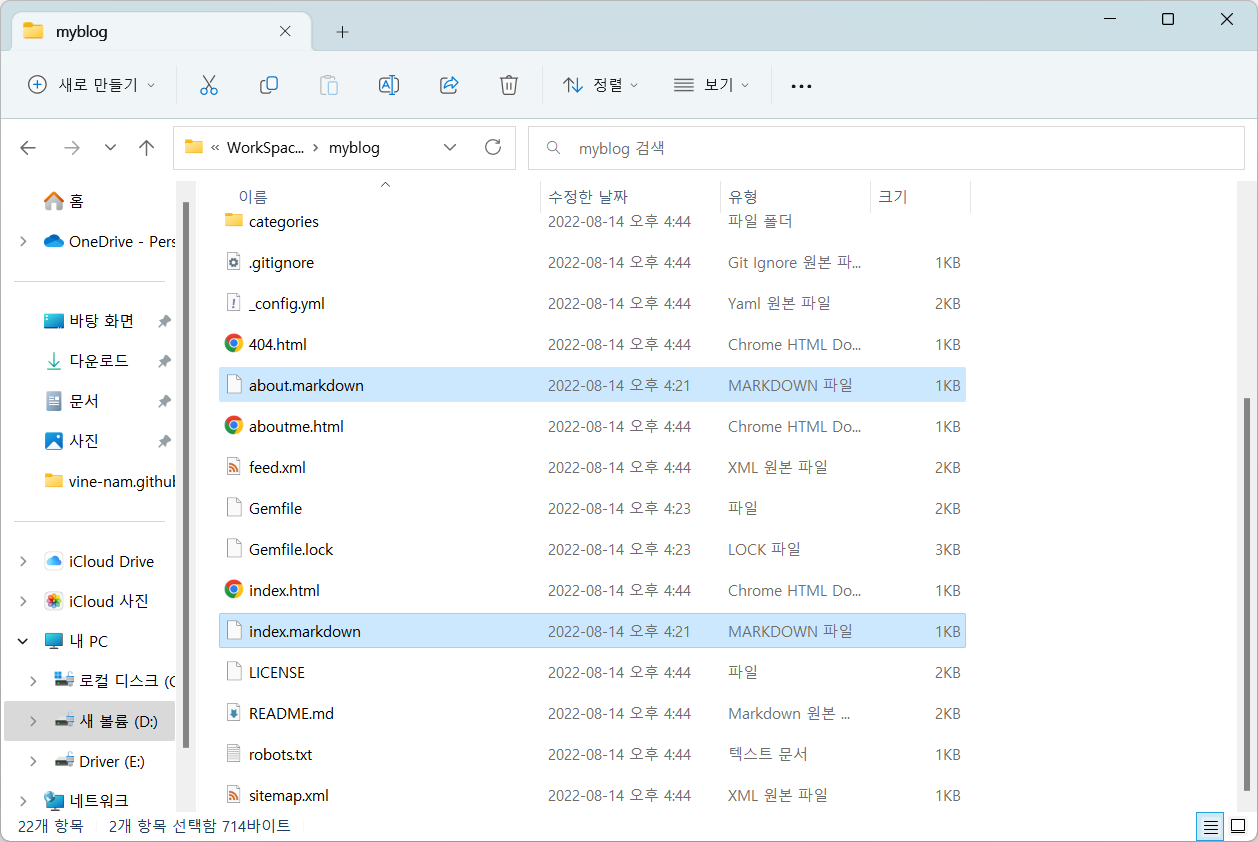 myblog
새로 만들기
정렬
보기
« WorkSpac... > myblog
myblog 검색
홈
OneDrive - Pers
바탕 화면
다운로드
문서
사진
vine-nam.github
iCloud Drive
iCloud 사진
내 PC
로컬 디스크 (C
새 볼륨 (D:)
Driver (E:)
네트워크
이름 수정한 날짜 유형 크기
categories 2022-08-14 오후 4:44 파일 폴더
.gitignore 2022-08-14 오후 4:44 Git Ignore 원본 파... 1KB
_config.yml 2022-08-14 오후 4:44 Yaml 원본 파일 2KB
404.html 2022-08-14 오후 4:44 Chrome HTML Do... 1KB
about.markdown 2022-08-14 오후 4:21 MARKDOWN 파일 1KB
aboutme.html 2022-08-14 오후 4:44 Chrome HTML Do... 1KB
feed.xml 2022-08-14 오후 4:44 XML 원본 파일 2KB
Gemfile 2022-08-14 오후 4:23 파일 2KB
Gemfile.lock 2022-08-14 오후 4:23 LOCK 파일 3KB
index.html 2022-08-14 오후 4:44 Chrome HTML Do... 1KB
index.markdown 2022-08-14 오후 4:21 MARKDOWN 파일 1KB
LICENSE 2022-08-14 오후 4:44 파일 2KB
README.md 2022-08-14 오후 4:44 Markdown 원본 ... 2KB
robots.txt 2022-08-14 오후 4:44 텍스트 문서 1KB
sitemap.xml 2022-08-14 오후 4:44 XML 원본 파일 1KB
22개 항목 2개 항목 선택함 714바이트